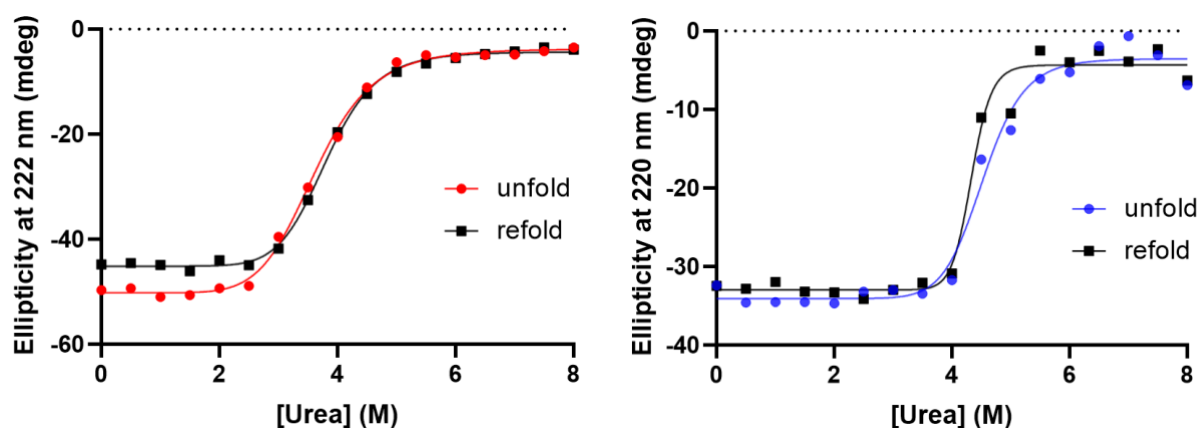 Ellipticity at 222 nm (mdeg)
0
-20
-40
-60
unfold
refold
0 2 4 6 8
[Urea] (M)
Ellipticity at 220 nm (mdeg)
0
-10
-20
-30
-40
unfold
refold
0 2 4 6 8
[Urea] (M)